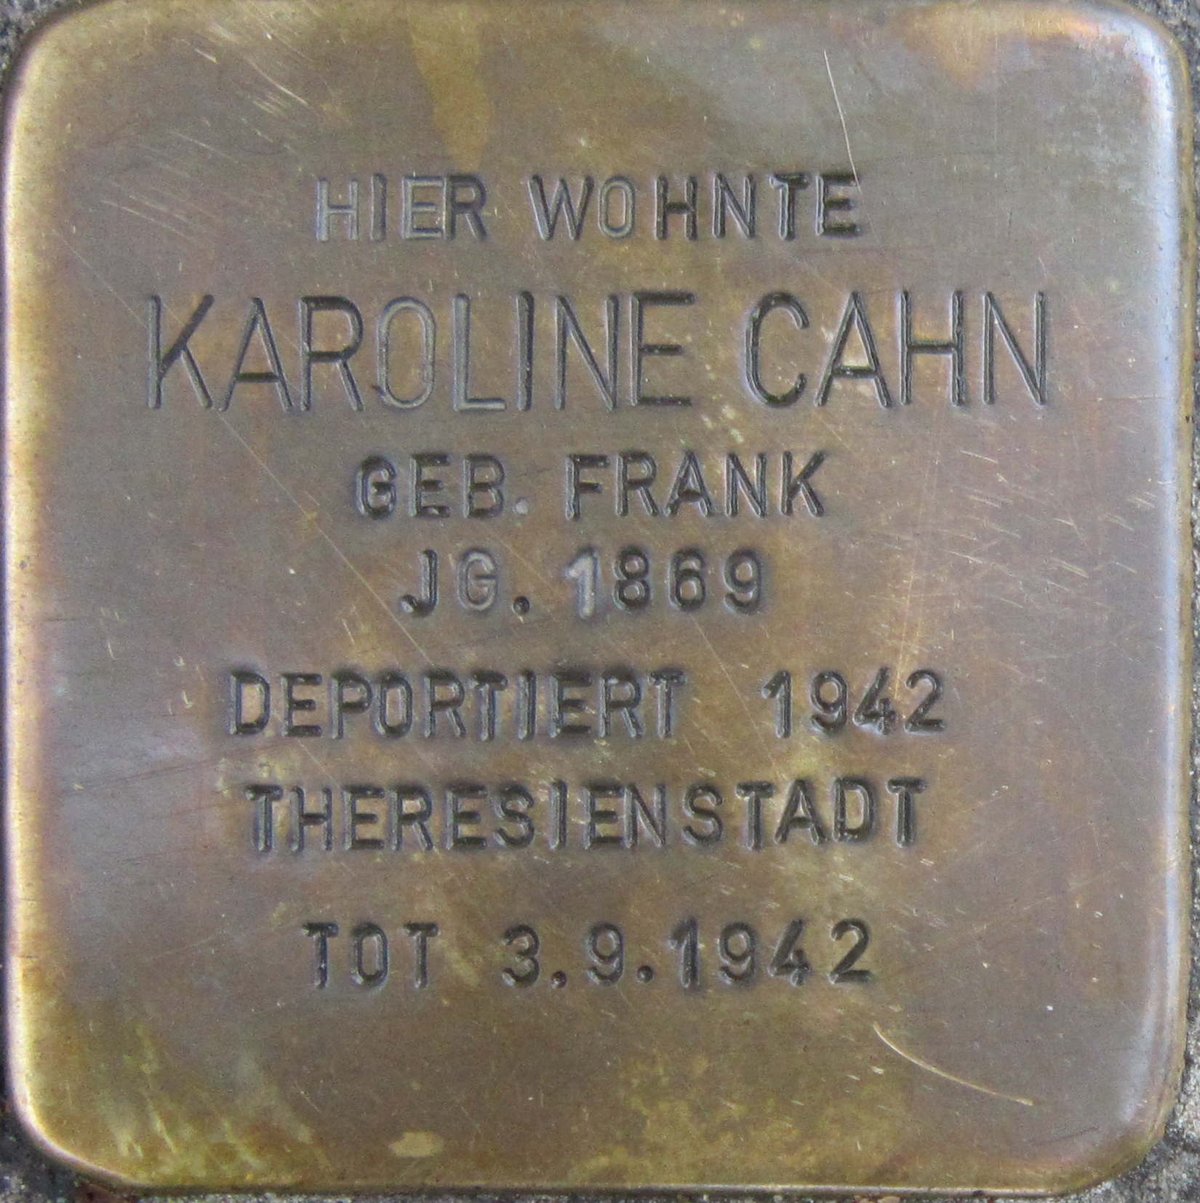 HIER WOHNTE
KAROLINE CAHN
GEB. FRANK
JG. 1869
DEPORTIERT 1942
THERESIENSTADT
TOT 3.9.1942